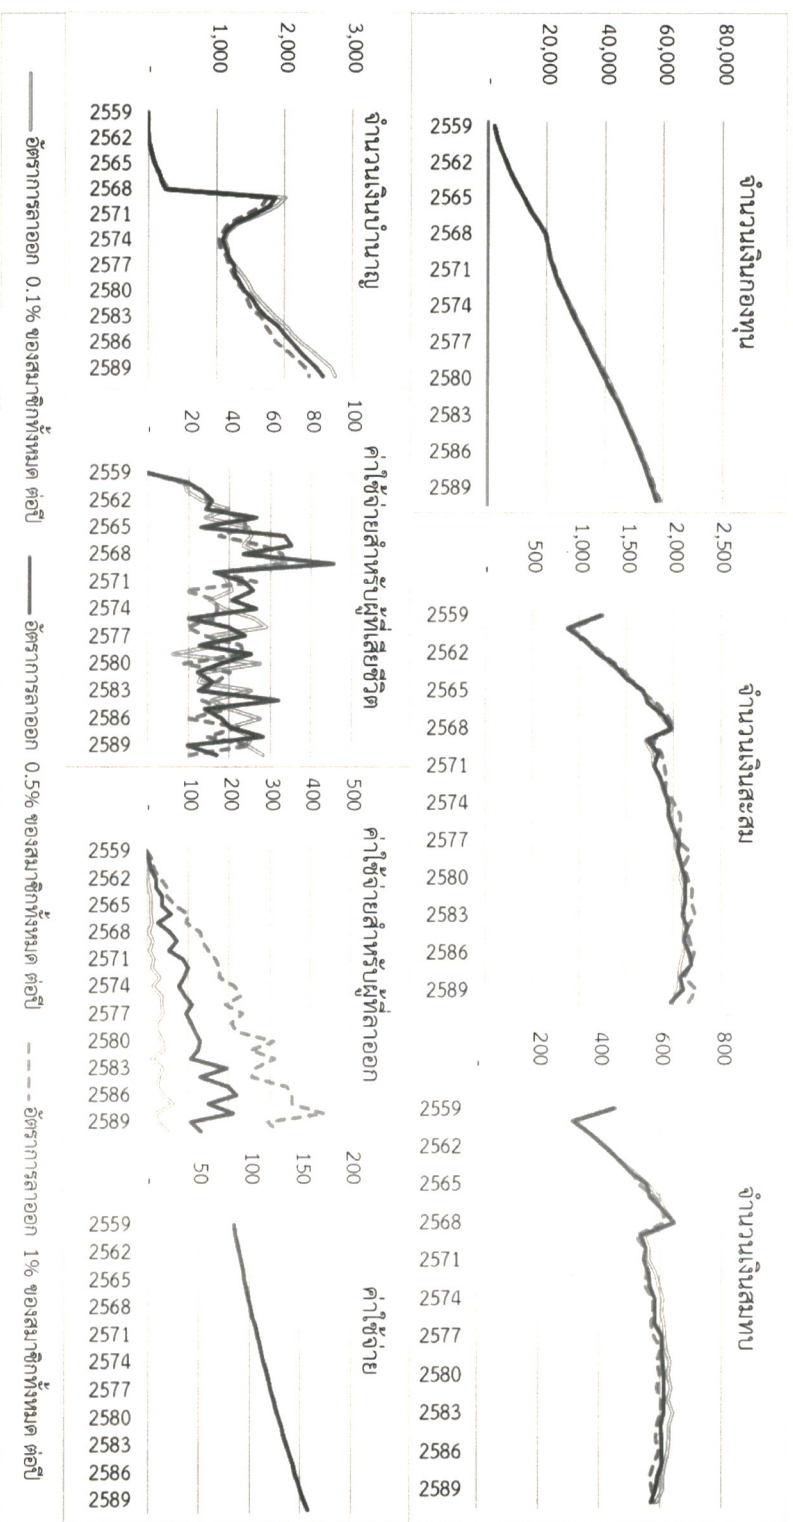 จำนวนเงินกองทุน
80,000
60,000
40,000
20,000
-
2559 2562 2565 2568 2571 2574 2577 2580 2583 2586 2589
จำนวนเงินสะสม
2,500
2,000
1,500
1,000
500
-
2559 2562 2565 2568 2571 2574 2577 2580 2583 2586 2589
จำนวนเงินสมทบ
800
600
400
200
-
2559 2562 2565 2568 2571 2574 2577 2580 2583 2586 2589
จำนวนเงินบำนาญ
3,000
2,000
1,000
-
2559 2562 2565 2568 2571 2574 2577 2580 2583 2586 2589
ค่าใช้จ่ายสำหรับผู้ที่เสียชีวิต
100
80
60
40
20
-
2559 2562 2565 2568 2571 2574 2577 2580 2583 2586 2589
ค่าใช้จ่ายสำหรับผู้ที่ลาออก
500
400
300
200
100
-
2559 2562 2565 2568 2571 2574 2577 2580 2583 2586 2589
ค่าใช้จ่าย
200
150
100
50
-
2559 2562 2565 2568 2571 2574 2577 2580 2583 2586 2589
อัตราการลาออก 0.1% ของสมาชิกทั้งหมด ต่อปี อัตราการลาออก 0.5% ของสมาชิกทั้งหมด ต่อปี อัตราการลาออก 1% ของสมาชิกทั้งหมด ต่อปี